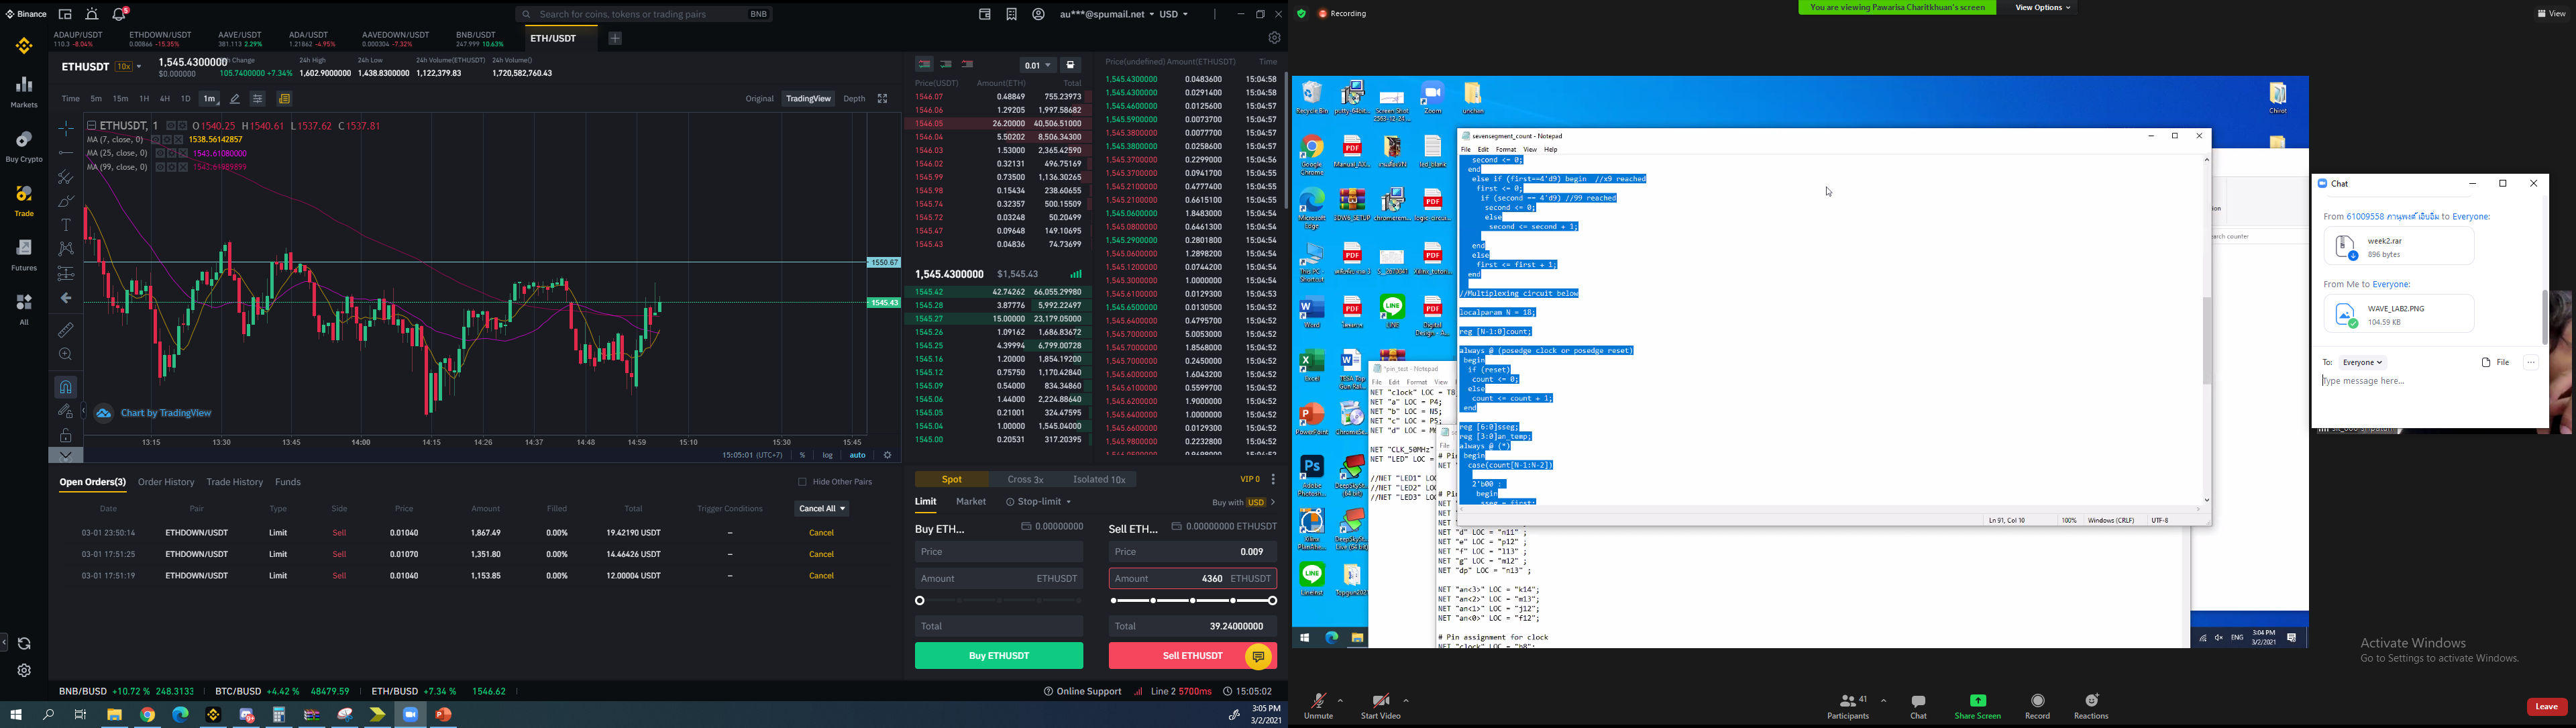 Binance
Search for coins, tokens or trading pairs
BNB
au***@spumail.net
USD
ADAUP/USDT
110.3 -8.04%
ETHDOWN/USDT
0.00866 -15.35%
AAVE/USDT
381.113 2.29%
ADA/USDT
1.21862 -4.95%
AAVEDOWN/USDT
0.000304 -7.32%
BNB/USDT
247.999 10.63%
ETH/USDT
ETHUSDT 10x
1,545.4300000
$0.000000
24h Change
105.7400000 +7.34%
24h High
1,602.9000000
24h Low
1,438.8300000
24h Volume(ETHUSDT)
1,122,379.83
24h Volume()
1,720,582,760.43
Time 5m 15m 1H 4H 1D 1m
Original TradingView Depth
ETHUSDT, 1 O1540.25 H1540.61 L1537.62 C1537.81
MA (7, close, 0) 1538.56142857
MA (25, close, 0) 1543.61080000
MA (99, close, 0)
1550.67
1545.43
Chart by TradingView
13:15 13:30 13:45 14:00 14:15 14:26 14:37 14:48 14:59 15:10 15:30 15:45
15:05:01 (UTC+7) % log auto
Markets
Buy Crypto
Trade
Futures
All
Open Orders(3) Order History Trade History Funds
Hide Other Pairs
Date Pair Type Side Price Amount Filled Total Trigger Conditions Cancel All
03-01 23:50:14 ETHDOWN/USDT Limit Sell 0.01040 1,867.49 0.00% 19.42190 USDT – Cancel
03-01 17:51:25 ETHDOWN/USDT Limit Sell 0.01070 1,351.80 0.00% 14.46426 USDT – Cancel
03-01 17:51:19 ETHDOWN/USDT Limit Sell 0.01040 1,153.85 0.00% 12.00004 USDT – Cancel
0.01
Price(USDT) Amount(ETH) Total
1546.07 0.48849 755.23973
1546.06 1.29205 1,997.58682
1546.05 26.20000 40,506.51000
1546.04 5.50202 8,506.34300
1546.03 1.53000 2,365.42590
1546.02 0.32131 496.75169
1545.99 0.73500 1,136.30265
1545.98 0.15434 238.60655
1545.74 0.32357 500.15509
1545.72 0.03248 50.20499
1545.47 0.09648 149.10695
1545.43 0.04836 74.73699
1,545.4300000 $1,545.43
1545.42 42.74262 66,055.29980
1545.28 3.87776 5,992.22497
1545.27 15.00000 23,179.05000
1545.26 1.09162 1,686.83672
1545.25 4.39994 6,799.00728
1545.16 1.20000 1,854.19200
1545.12 0.75750 1,170.42840
1545.09 0.54000 834.34860
1545.06 1.44000 2,224.88640
1545.05 0.21001 324.47595
1545.04 1.00000 1,545.04000
1545.00 0.20531 317.20395
Price(undefined) Amount(ETHUSDT) Time
1,545.4300000 0.0483600 15:04:58
1,545.4300000 0.0291400 15:04:58
1,545.4600000 0.0125600 15:04:57
1,545.5900000 0.0073700 15:04:57
1,545.3800000 0.0077700 15:04:57
1,545.3800000 0.0258600 15:04:57
1,545.3700000 0.2299000 15:04:56
1,545.3700000 0.0941700 15:04:55
1,545.2100000 0.4777400 15:04:55
1,545.2100000 0.6615100 15:04:55
1,545.0600000 1.8483000 15:04:54
1,545.0800000 0.6461300 15:04:54
1,545.2900000 0.2801800 15:04:54
1,545.0600000 1.2898200 15:04:54
1,545.1200000 0.0744200 15:04:54
1,545.3000000 1.0000000 15:04:54
1,545.6100000 0.0129300 15:04:53
1,545.6500000 0.0130500 15:04:52
1,545.6400000 0.4795700 15:04:52
1,545.7000000 5.0053000 15:04:52
1,545.7000000 1.8568000 15:04:52
1,545.7000000 0.2450000 15:04:52
1,545.6000000 1.6043200 15:04:52
1,545.6100000 0.5599700 15:04:52
1,545.6200000 1.9000000 15:04:52
1,545.6400000 1.0000000 15:04:52
1,545.6600000 0.0129300 15:04:52
1,545.9800000 0.2232800 15:04:52
Spot Cross 3x Isolated 10x VIP 0
Limit Market Stop-limit Buy with USD
Buy ETH... 0.00000000
Sell ETH... 0.00000000 ETHUSDT
Price
Price 0.009
Amount ETHUSDT
Amount 4360 ETHUSDT
Total
Total 39.24000000
Buy ETHUSDT
Sell ETHUSDT
BNB/BUSD +10.72 % 248.3133
BTC/BUSD +4.42 % 48479.59
ETH/BUSD +7.34 % 1546.62
Online Support Line 2 5700ms 15:05:02
3:05 PM
3/2/2021
Recording
You are viewing Pawarisa Charitkhuan's screen
View Options
View
Recycle Bin
Zoom
Chirot
Google Chrome
Microsoft Edge
Word
Excel
PowerPoint
LINE
sevensegment_count - Notepad
File Edit Format View Help
second <= 0;
end
else if (first==4'd9) begin //x9 reached
first <= 0;
if (second == 4'd9) //99 reached
second <= 0;
else
second <= second + 1;
end
else
first <= first + 1;
end
//Multiplexing circuit below
localparam N = 18;
reg [N-1:0]count;
always @ (posedge clock or posedge reset)
begin
if (reset)
count <= 0;
else
count <= count + 1;
end
reg [6:0]sseg;
reg [3:0]an_temp;
always @ (*)
begin
case(count[N-1:N-2])
2'b00 :
begin
sseg = first;
Ln 91, Col 10 100% Windows (CRLF) UTF-8
*pin_test - Notepad
File Edit Format View
NET "clock" LOC = T8
NET "a" LOC = P4;
NET "b" LOC = N5;
NET "c" LOC = P5;
NET "d" LOC = M6
NET "CLK_50MHz"
NET "LED" LOC =
//NET "LED1" LOC
//NET "LED2" LOC
//NET "LED3" LOC
NET "d" LOC = "n11" ;
NET "e" LOC = "p12" ;
NET "f" LOC = "l13" ;
NET "g" LOC = "m12" ;
NET "dp" LOC = "n13" ;
NET "an<3>" LOC = "k14";
NET "an<2>" LOC = "m13";
NET "an<1>" LOC = "j12";
NET "an<0>" LOC = "f12";
# Pin assignment for clock
NET "clock" LOC = "b8";
ENG
3:04 PM
3/2/2021
Chat
From 61009558 ภานุพงศ์ เอิบอิ่ม to Everyone:
week2.rar
896 bytes
From Me to Everyone:
WAVE_LAB2.PNG
104.59 KB
To: Everyone File
Type message here...
Activate Windows
Go to Settings to activate Windows.
Unmute
Start Video
41
Participants
Chat
Share Screen
Record
Reactions
Leave